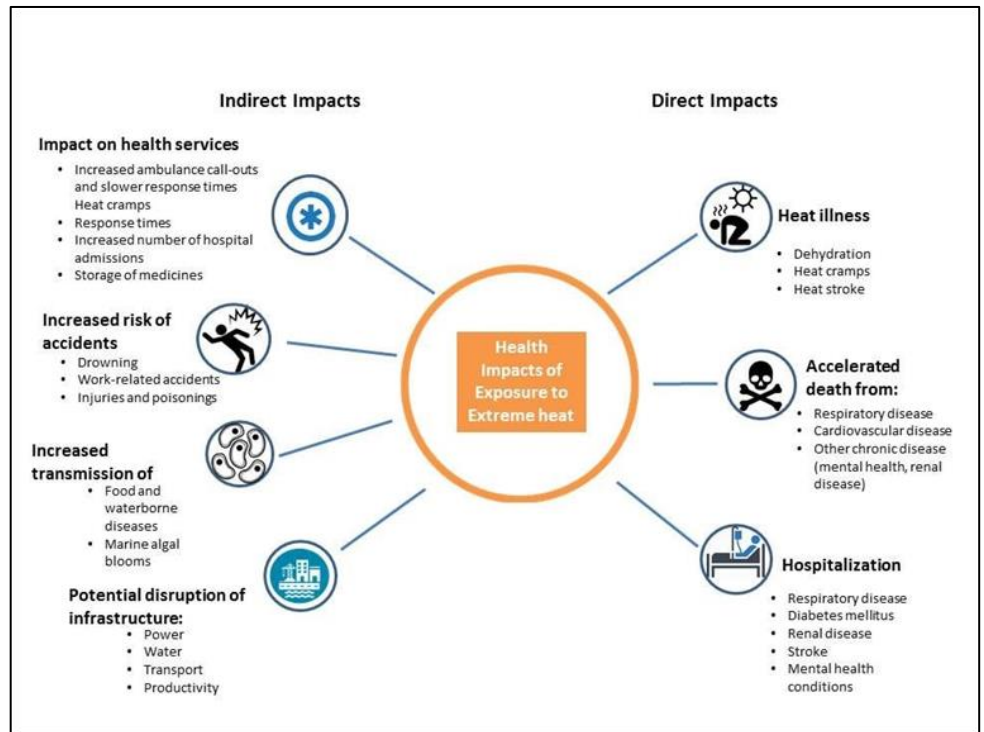 Indirect Impacts
Impact on health services
• Increased ambulance call-outs
and slower response times
Heat cramps
• Response times
• Increased number of hospital
admissions
• Storage of medicines
Increased risk of
accidents
• Drowning
• Work-related accidents
• Injuries and poisonings
Increased
transmission of
• Food and
waterborne
diseases
• Marine algal
blooms
Potential disruption of
infrastructure:
• Power
• Water
• Transport
• Productivity
Health
Impacts of
Exposure to
Extreme heat
Direct Impacts
Heat illness
• Dehydration
• Heat cramps
• Heat stroke
Accelerated
death from:
• Respiratory disease
• Cardiovascular disease
• Other chronic disease
(mental health, renal
disease)
Hospitalization
• Respiratory disease
• Diabetes mellitus
• Renal disease
• Stroke
• Mental health
conditions